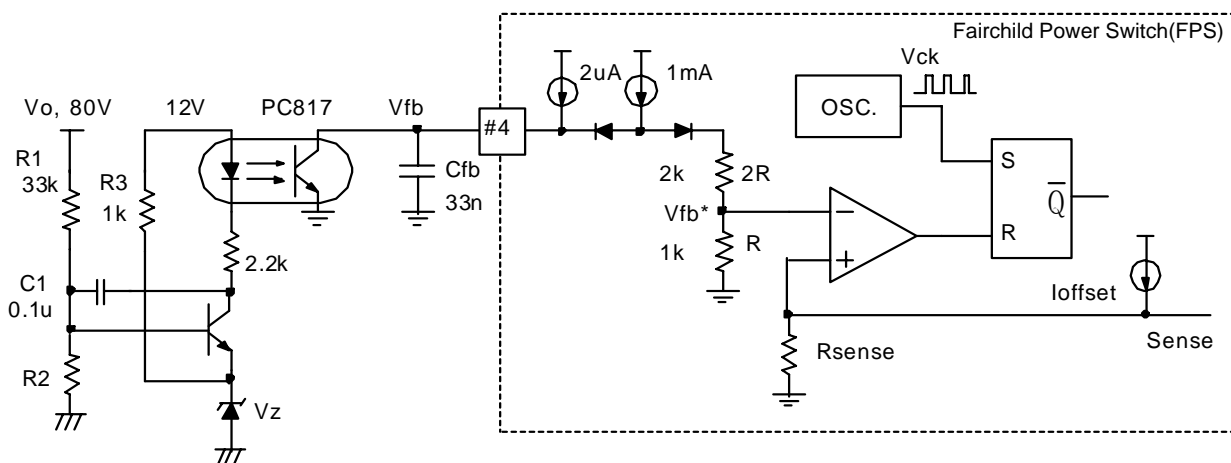 Fairchild Power Switch(FPS)
Vck
2uA
1mA
Vo, 80V
12V
PC817
Vfb
OSC.
#4
R1
33k
R3
1k
Cfb
33n
2k
2R
S
Q
Vfb*
R
1k
R
2.2k
C1
0.1u
Ioffset
Sense
Rsense
R2
Vz